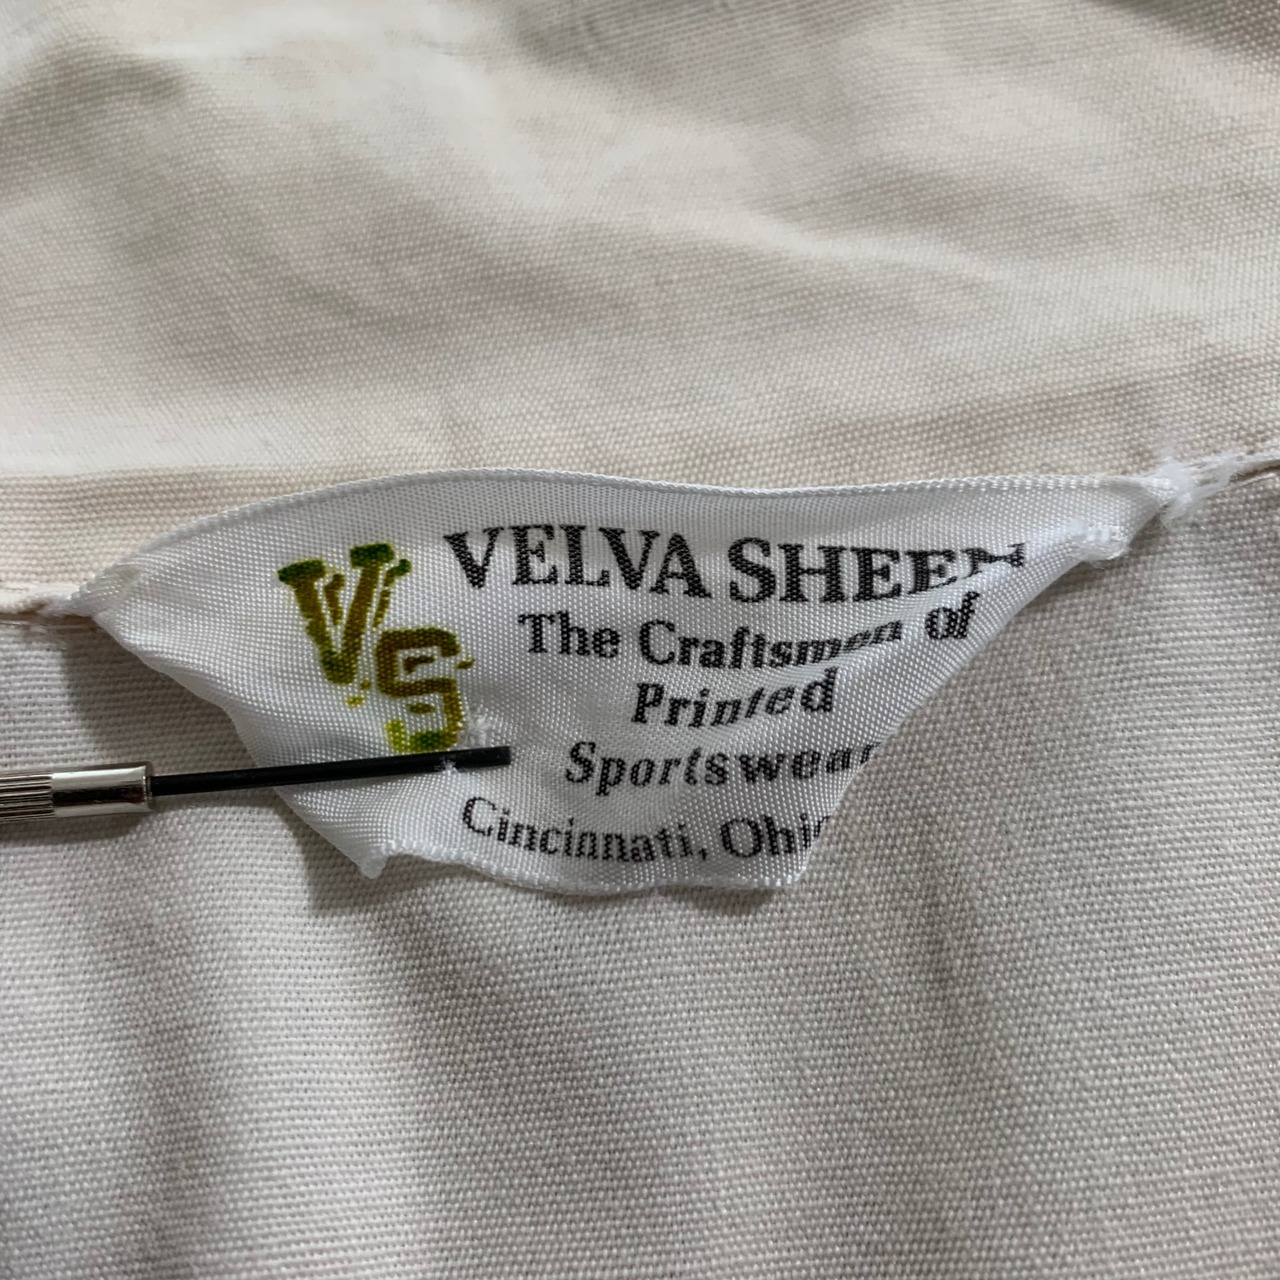 VS
VELVA SHEEN
The Craftsmen of
Printed
Sportswear
Cincinnati, Ohio